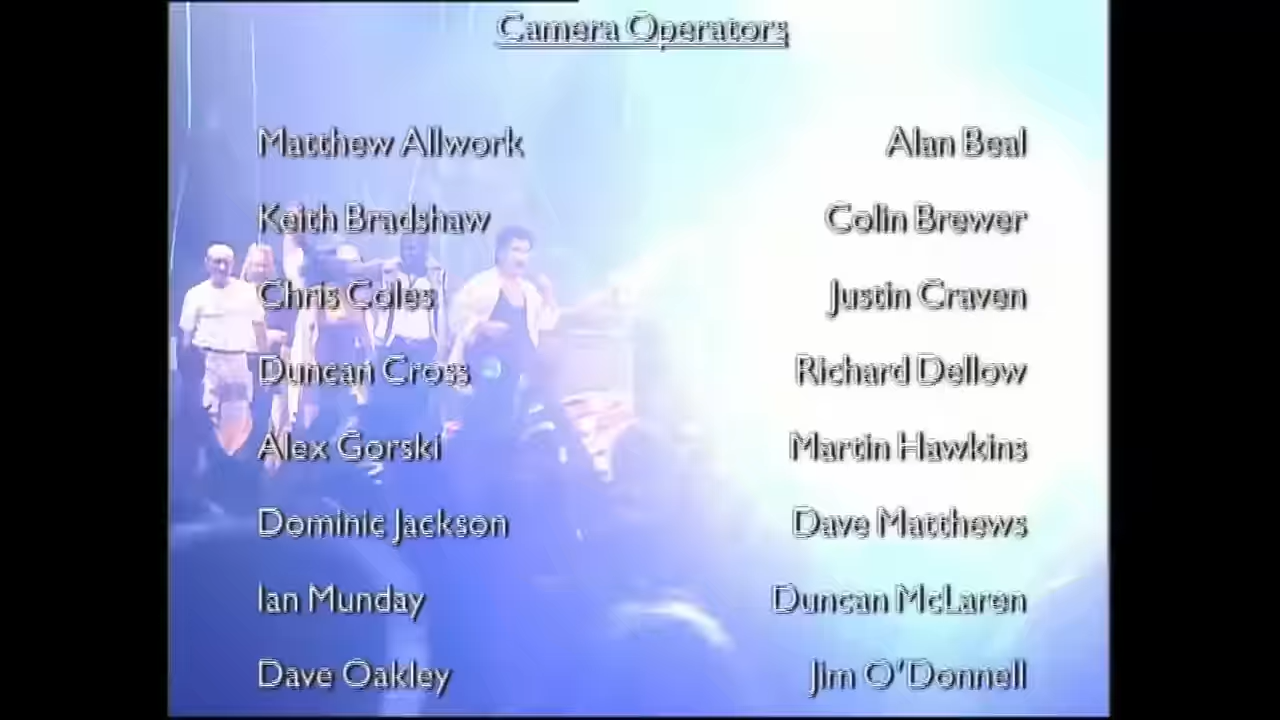 Camera Operators
Matthew Allwork Alan Beal
Keith Bradshaw Colin Brewer
Chris Coles Justin Craven
Duncan Cross Richard Dellow
Alex Gorski Martin Hawkins
Dominic Jackson Dave Matthews
Ian Munday Duncan McLaren
Dave Oakley Jim O'Donnell